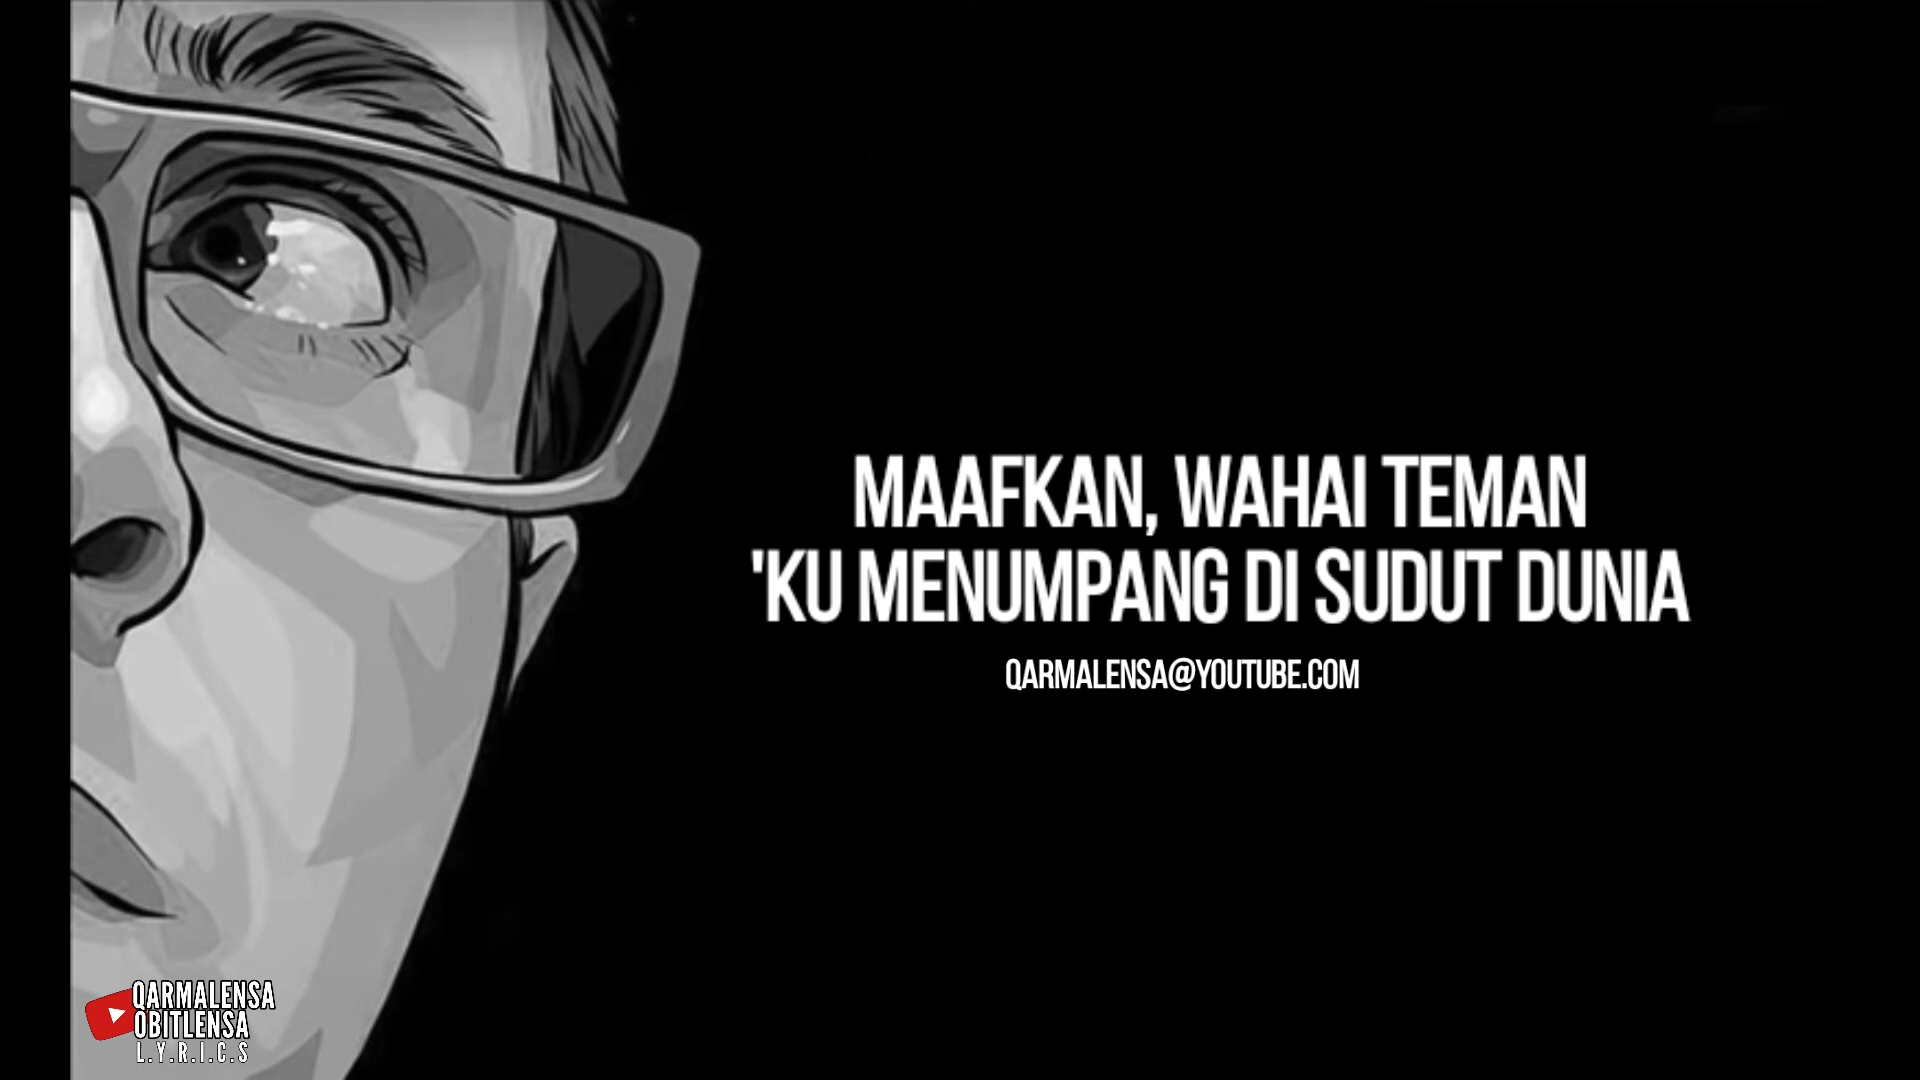 MAAFKAN, WAHAI TEMAN
'KU MENUMPANG DI SUDUT DUNIA
QARMALENSA@YOUTUBE.COM
QARMALENSA
OBITLENSA
L.Y.R.I.C.S